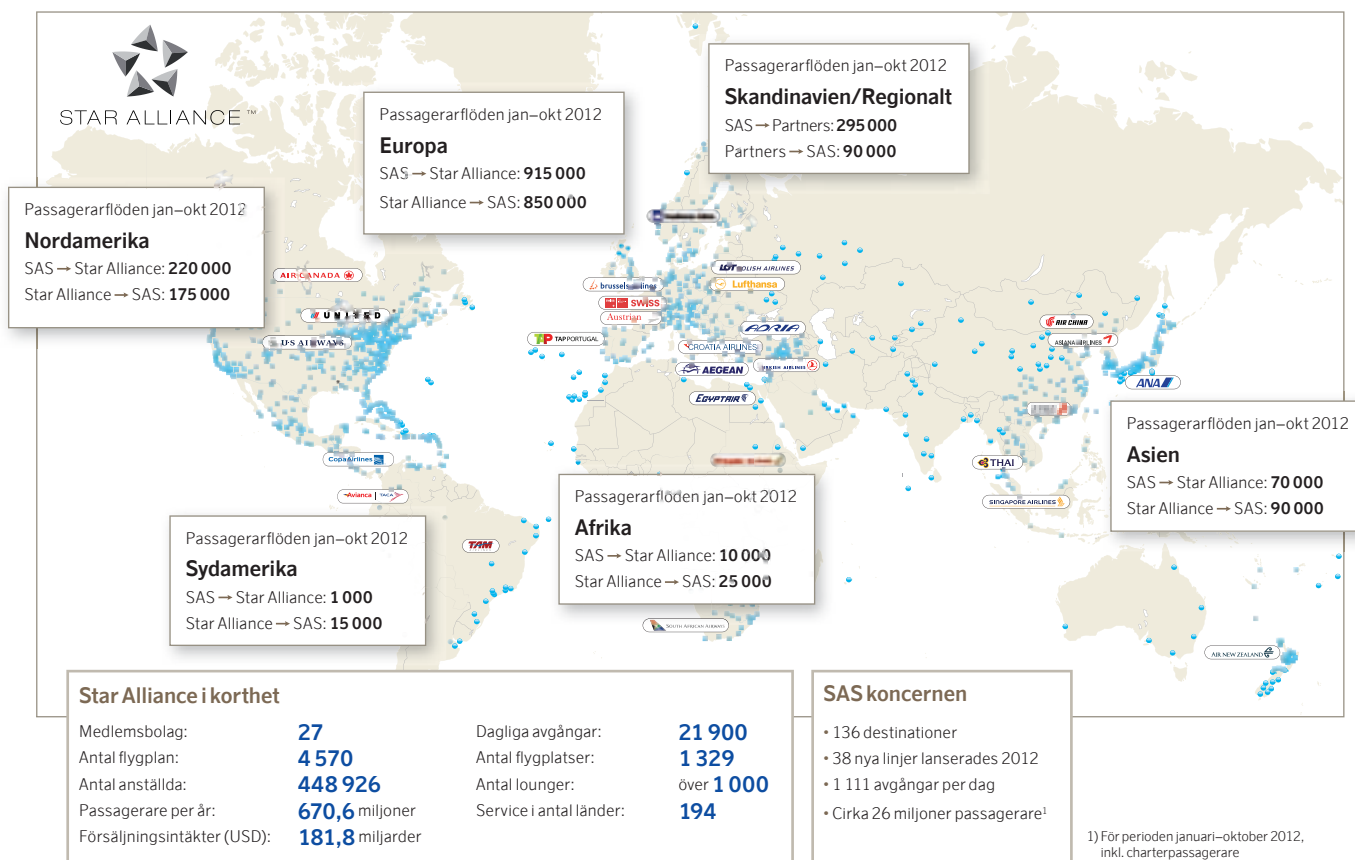 STAR ALLIANCE™
Passagerarflöden jan–okt 2012
Skandinavien/Regionalt
SAS → Partners: 295 000
Partners → SAS: 90 000
Passagerarflöden jan–okt 2012
Europa
SAS → Star Alliance: 915 000
Star Alliance → SAS: 850 000
Passagerarflöden jan–okt 2012
Nordamerika
SAS → Star Alliance: 220 000
Star Alliance → SAS: 175 000
AIR CANADA
UNITED
U·S AIRWAYS
LOT POLISH AIRLINES
brussels airlines
Lufthansa
SWISS
Austrian
ADRIA
TAP TAP PORTUGAL
CROATIA AIRLINES
AEGEAN
TURKISH AIRLINES
EGYPTAIR
AIR CHINA
ASIANA AIRLINES
ANA
Passagerarflöden jan–okt 2012
Asien
SAS → Star Alliance: 70 000
Star Alliance → SAS: 90 000
CopaAirlines
THAI
Avianca | TACA
SINGAPORE AIRLINES
Passagerarflöden jan–okt 2012
Afrika
SAS → Star Alliance: 10 000
Star Alliance → SAS: 25 000
Passagerarflöden jan–okt 2012
Sydamerika
SAS → Star Alliance: 1 000
Star Alliance → SAS: 15 000
TAM
SOUTH AFRICAN AIRWAYS
AIR NEW ZEALAND
Star Alliance i korthet
Medlemsbolag: 27
Antal flygplan: 4 570
Antal anställda: 448 926
Passagerare per år: 670,6 miljoner
Försäljningsintäkter (USD): 181,8 miljarder
Dagliga avgångar: 21 900
Antal flygplatser: 1 329
Antal lounger: över 1 000
Service i antal länder: 194
SAS koncernen
• 136 destinationer
• 38 nya linjer lanserades 2012
• 1 111 avgångar per dag
• Cirka 26 miljoner passagerare¹
1) För perioden januari–oktober 2012,
inkl. charterpassagerare